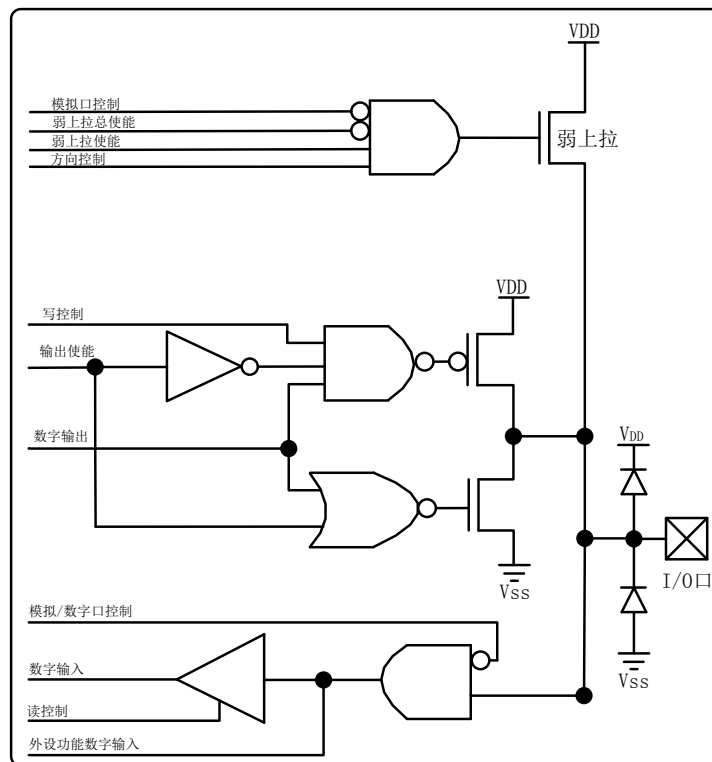 VDD
模拟口控制
弱上拉总使能
弱上拉使能
方向控制
弱上拉
VDD
写控制
输出使能
数字输出
VDD
I/O口
Vss
模拟/数字口控制
数字输入
Vss
读控制
外设功能数字输入